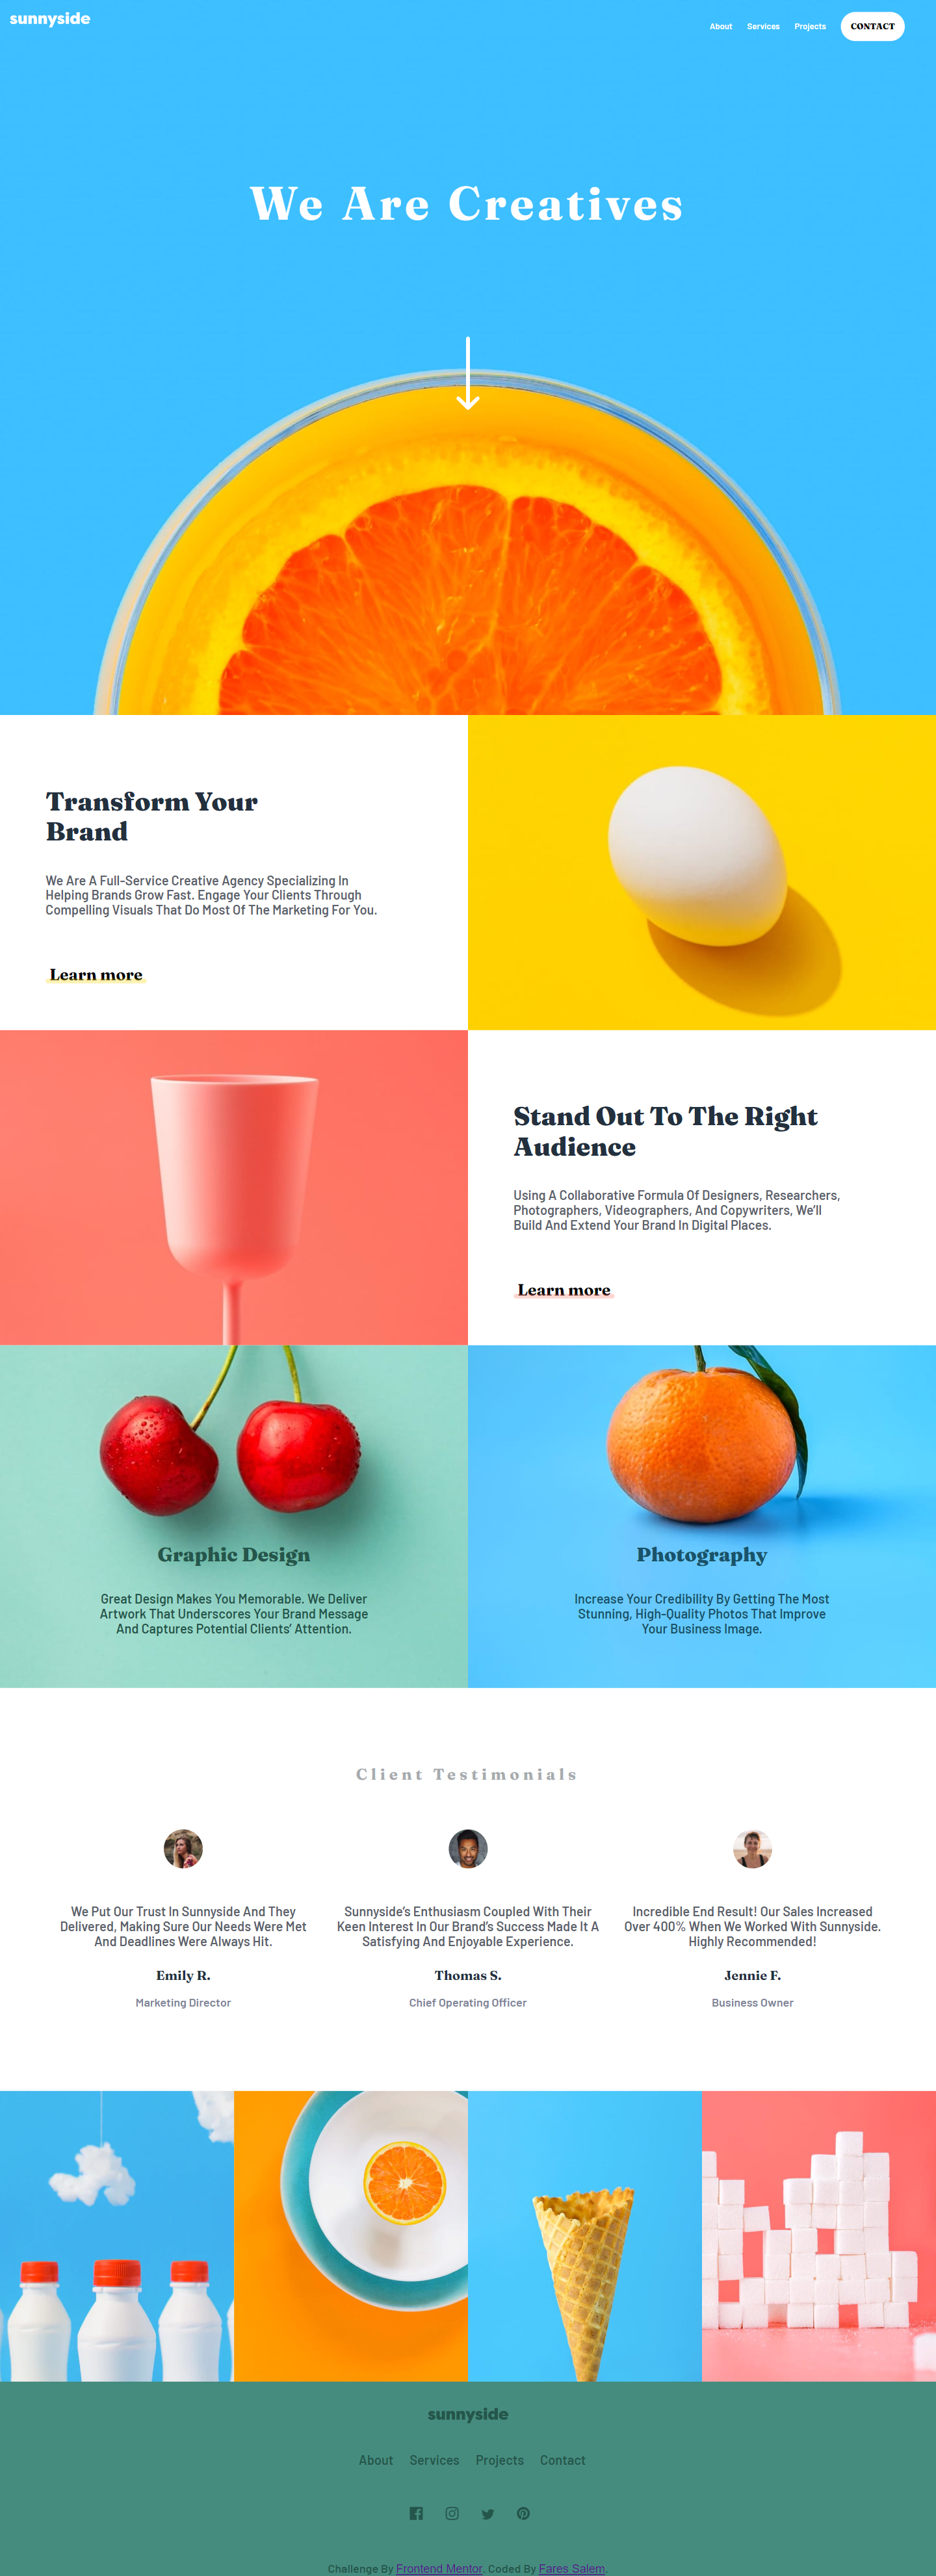 sunnyside
About Services Projects CONTACT
We Are Creatives
Transform Your
Brand
We Are A Full-Service Creative Agency Specializing In
Helping Brands Grow Fast. Engage Your Clients Through
Compelling Visuals That Do Most Of The Marketing For You.
Learn more
Stand Out To The Right
Audience
Using A Collaborative Formula Of Designers, Researchers,
Photographers, Videographers, And Copywriters, We'll
Build And Extend Your Brand In Digital Places.
Learn more
Graphic Design
Great Design Makes You Memorable. We Deliver
Artwork That Underscores Your Brand Message
And Captures Potential Clients' Attention.
Photography
Increase Your Credibility By Getting The Most
Stunning, High-Quality Photos That Improve
Your Business Image.
Client Testimonials
We Put Our Trust In Sunnyside And They
Delivered, Making Sure Our Needs Were Met
And Deadlines Were Always Hit.
Emily R.
Marketing Director
Sunnyside's Enthusiasm Coupled With Their
Keen Interest In Our Brand's Success Made It A
Satisfying And Enjoyable Experience.
Thomas S.
Chief Operating Officer
Incredible End Result! Our Sales Increased
Over 400% When We Worked With Sunnyside.
Highly Recommended!
Jennie F.
Business Owner
sunnyside
About Services Projects Contact
Challenge By Frontend Mentor. Coded By Fares Salem.